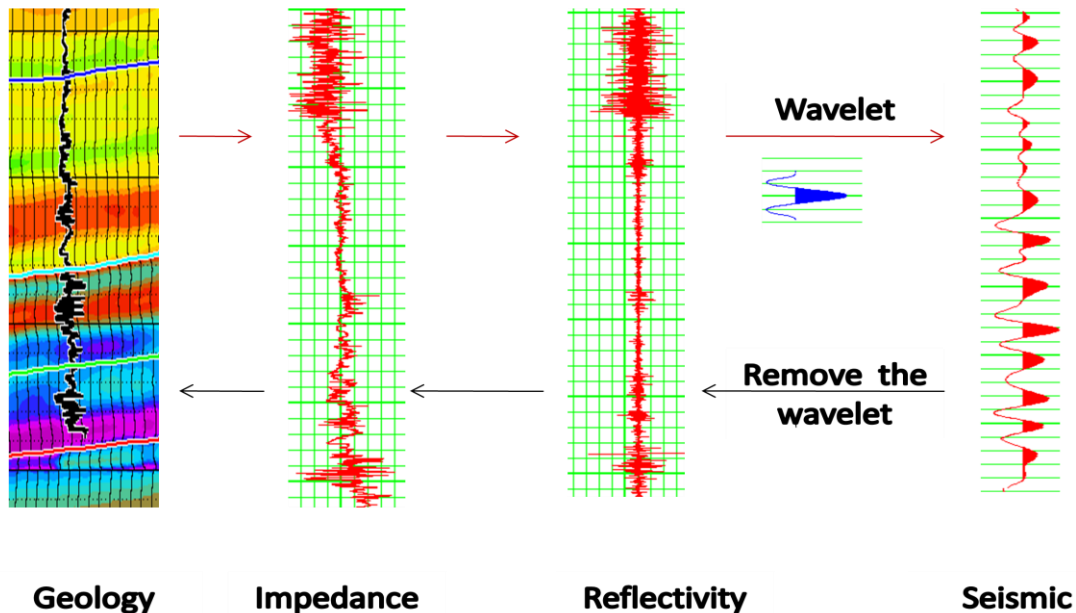 Wavelet
Remove the
wavelet
Geology
Impedance
Reflectivity
Seismic